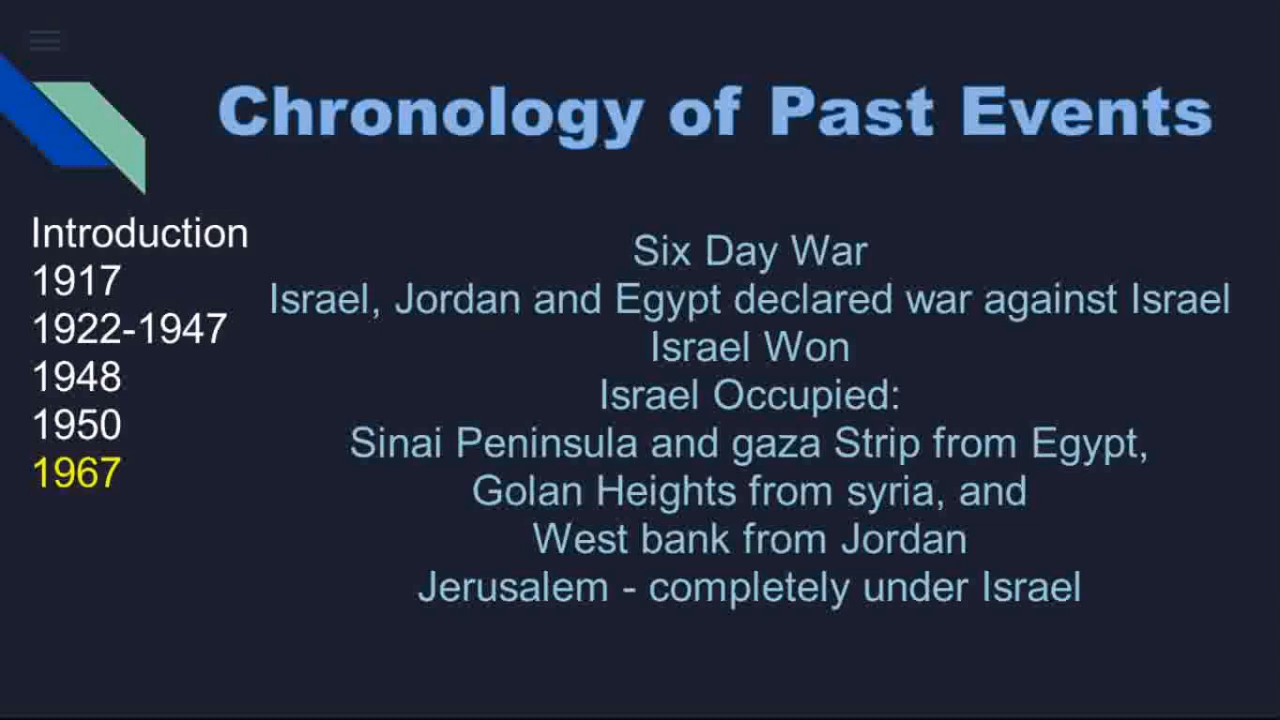 Chronology of Past Events
Introduction
1917
1922-1947
1948
1950
1967
Six Day War
Israel, Jordan and Egypt declared war against Israel
Israel Won
Israel Occupied:
Sinai Peninsula and gaza Strip from Egypt,
Golan Heights from syria, and
West bank from Jordan
Jerusalem - completely under Israel